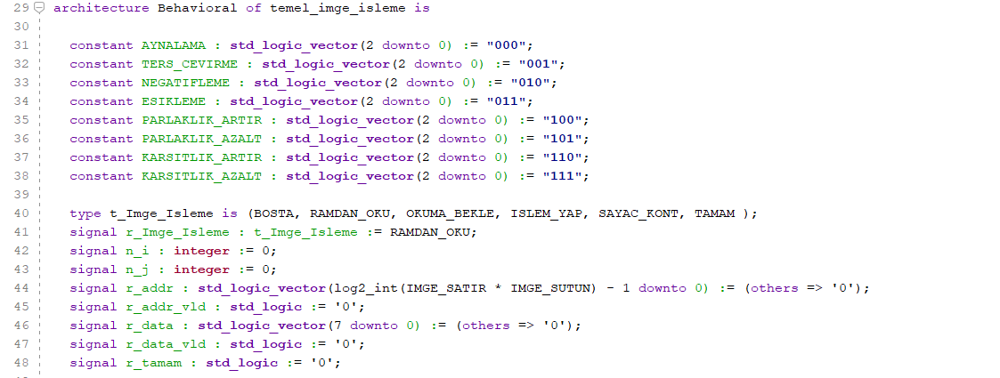 29 architecture Behavioral of temel_imge_isleme is
30
31 constant AYNALAMA : std_logic_vector(2 downto 0) := "000";
32 constant TERS_CEVIRME : std_logic_vector(2 downto 0) := "001";
33 constant NEGATIFLEME : std_logic_vector(2 downto 0) := "010";
34 constant ESIKLEME : std_logic_vector(2 downto 0) := "011";
35 constant PARLAKLIK_ARTIR : std_logic_vector(2 downto 0) := "100";
36 constant PARLAKLIK_AZALT : std_logic_vector(2 downto 0) := "101";
37 constant KARSITLIK_ARTIR : std_logic_vector(2 downto 0) := "110";
38 constant KARSITLIK_AZALT : std_logic_vector(2 downto 0) := "111";
39
40 type t_Imge_Isleme is (BOSTA, RAMDAN_OKU, OKUMA_BEKLE, ISLEM_YAP, SAYAC_KONT, TAMAM );
41 signal r_Imge_Isleme : t_Imge_Isleme := RAMDAN_OKU;
42 signal n_i : integer := 0;
43 signal n_j : integer := 0;
44 signal r_addr : std_logic_vector(log2_int(IMGE_SATIR * IMGE_SUTUN) - 1 downto 0) := (others => '0');
45 signal r_addr_vld : std_logic := '0';
46 signal r_data : std_logic_vector(7 downto 0) := (others => '0');
47 signal r_data_vld : std_logic := '0';
48 signal r_tamam : std_logic := '0';